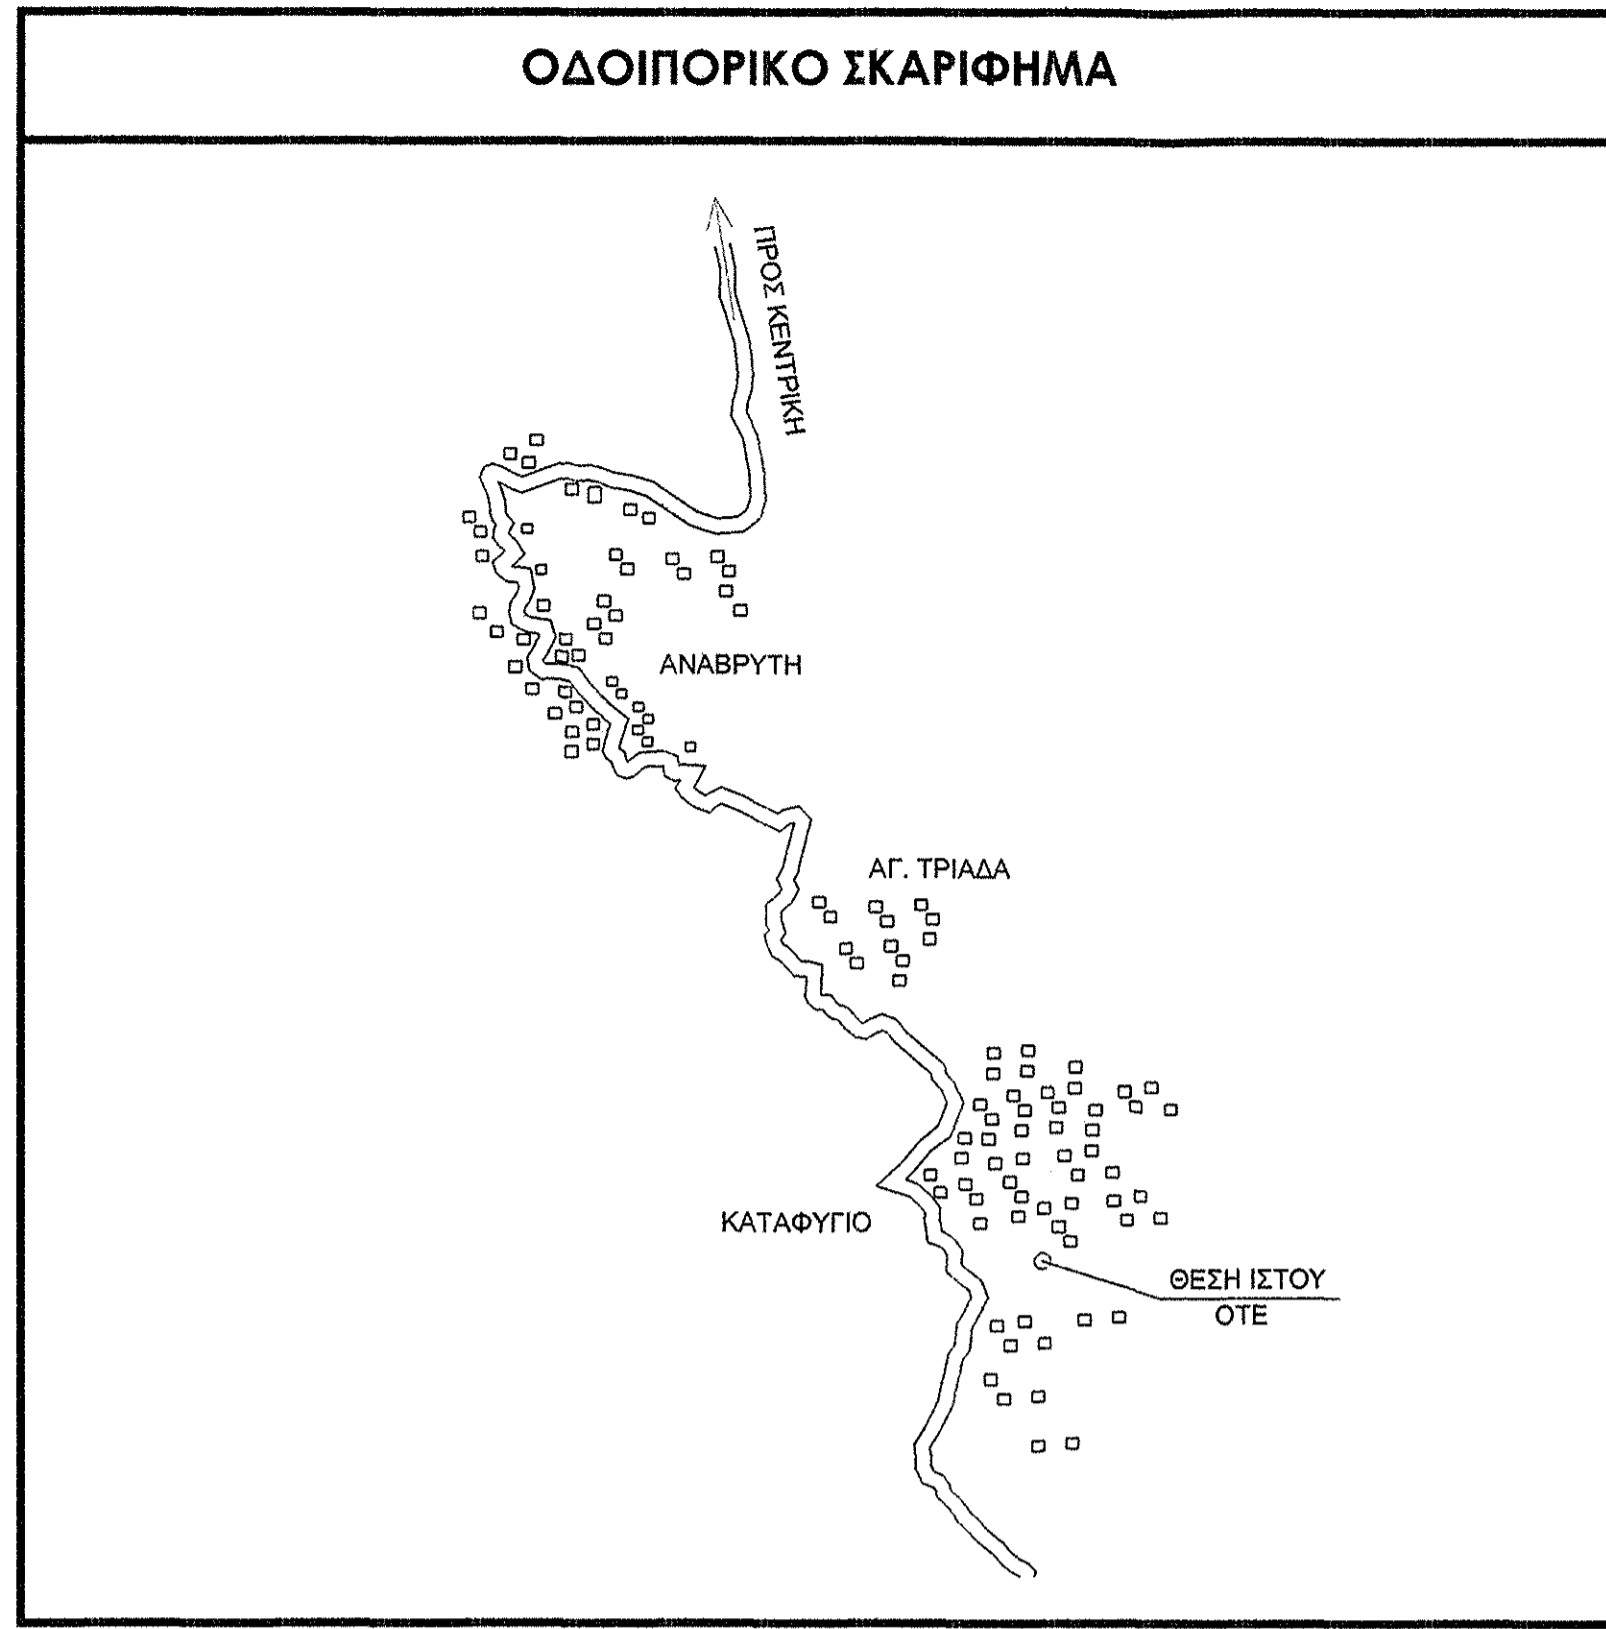 ΟΔΟΙΠΟΡΙΚΟ ΣΚΑΡΙΦΗΜΑ
ΠΡΟΣ ΚΕΝΤΡΙΚΗ
ΑΝΑΒΡΥΤΗ
ΑΓ. ΤΡΙΑΔΑ
ΚΑΤΑΦΥΓΙΟ
ΘΕΣΗ ΙΣΤΟΥ
ΟΤΕ